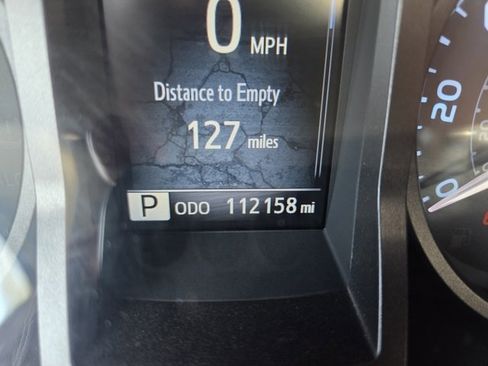 0 MPH
Distance to Empty
127 miles
P ODO 112158 mi
20
0